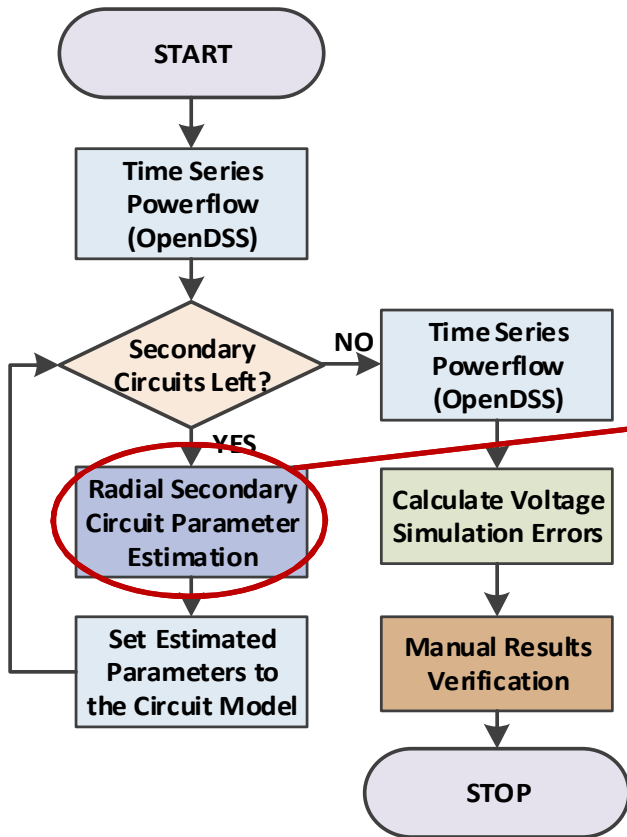 START
Time Series
Powerflow
(OpenDSS)
Secondary
Circuits Left?
NO
YES
Time Series
Powerflow
(OpenDSS)
Radial Secondary
Circuit Parameter
Estimation
Calculate Voltage
Simulation Errors
Set Estimated
Parameters to
the Circuit Model
Manual Results
Verification
STOP